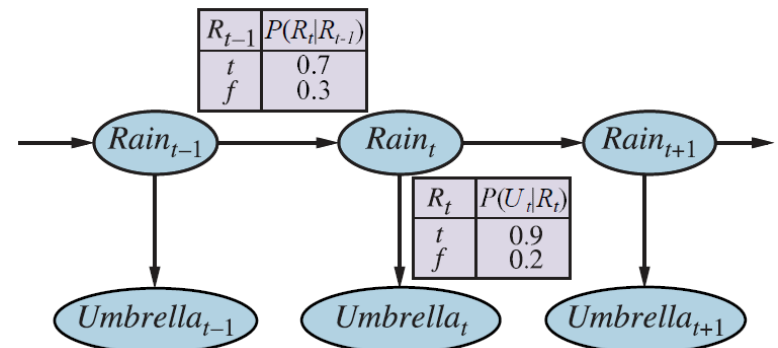 R_{t−1} P(R_t|R_{t-1})
t 0.7
f 0.3
Rain_{t−1} Rain_t Rain_{t+1}
R_t P(U_t|R_t)
t 0.9
f 0.2
Umbrella_{t−1} Umbrella_t Umbrella_{t+1}